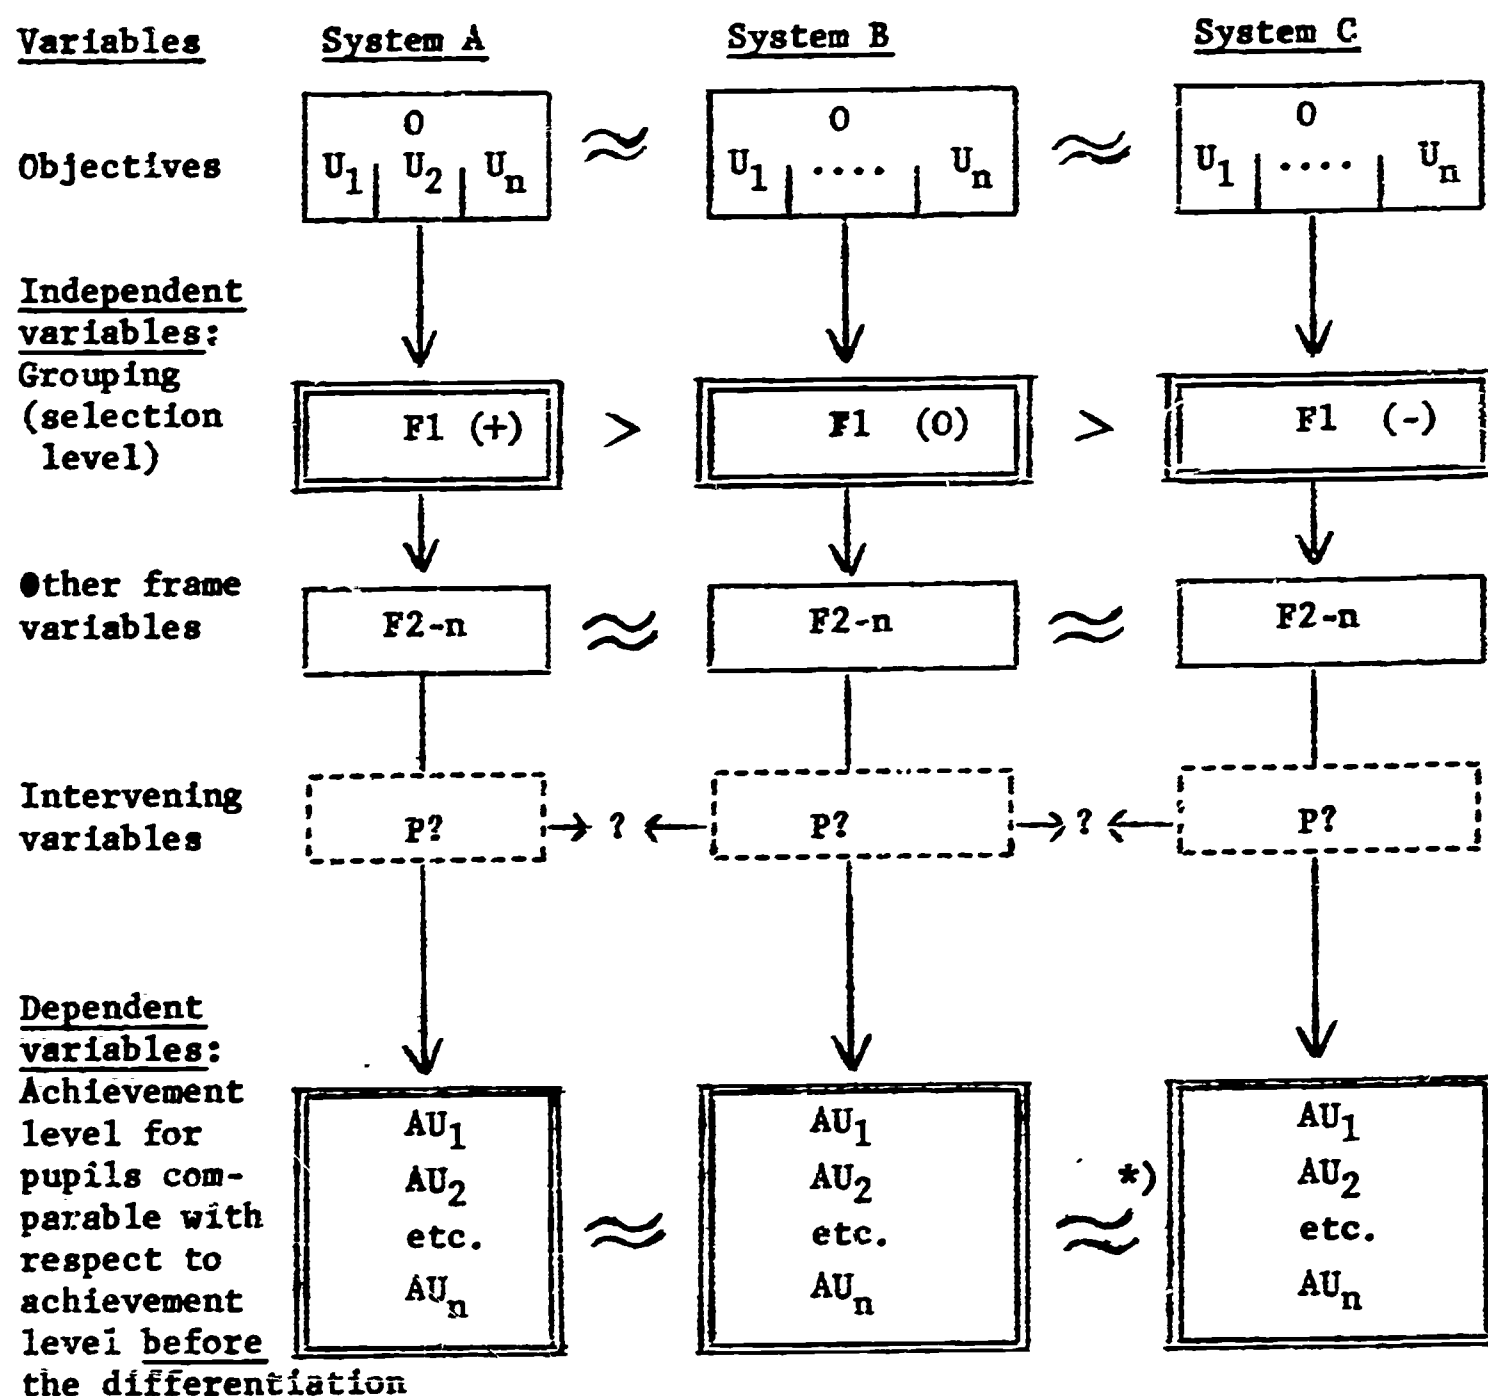 Variables System A System B System C
O O O
Objectives U₁ | U₂ | Uₙ ≈ U₁ | .... | Uₙ ≈ U₁ | .... | Uₙ
Independent
variables:
Grouping
(selection
level)
F1 (+) > F1 (0) > F1 (-)
Other frame
variables
F2-n ≈ F2-n ≈ F2-n
Intervening
variables
P? → ? ← P? → ? ← P?
Dependent
variables:
Achievement
level for
pupils com-
parable with
respect to
achievement
level before
the differentiation
AU₁ AU₁ AU₁
AU₂ AU₂ *) AU₂
etc. ≈ etc. ≈ etc.
AUₙ AUₙ AUₙ